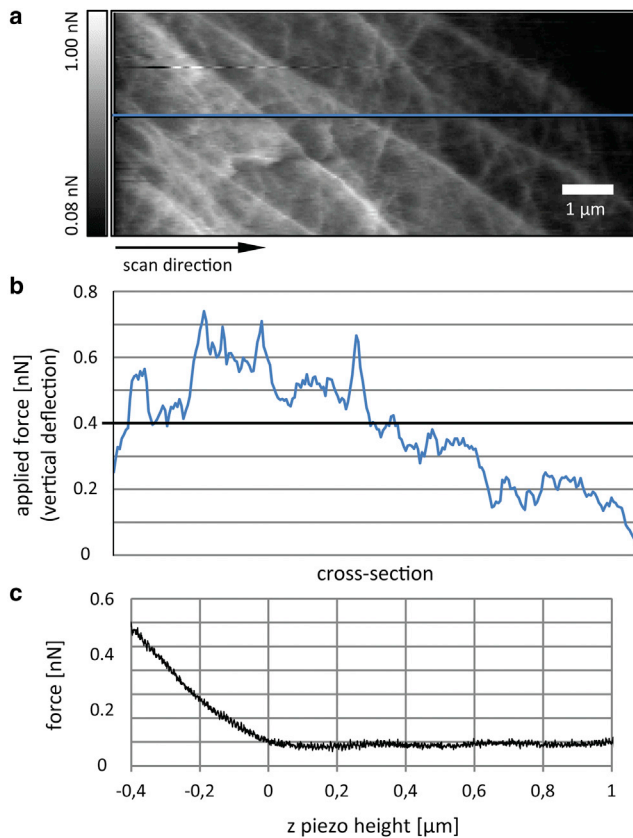 a
1.00 nN
0.08 nN
1 µm
scan direction
b
applied force [nN]
(vertical deflection)
0.8
0.6
0.4
0.2
0
cross-section
c
force [nN]
0.6
0.4
0.2
0
-0,4 -0,2 0 0,2 0,4 0,6 0,8 1
z piezo height [µm]